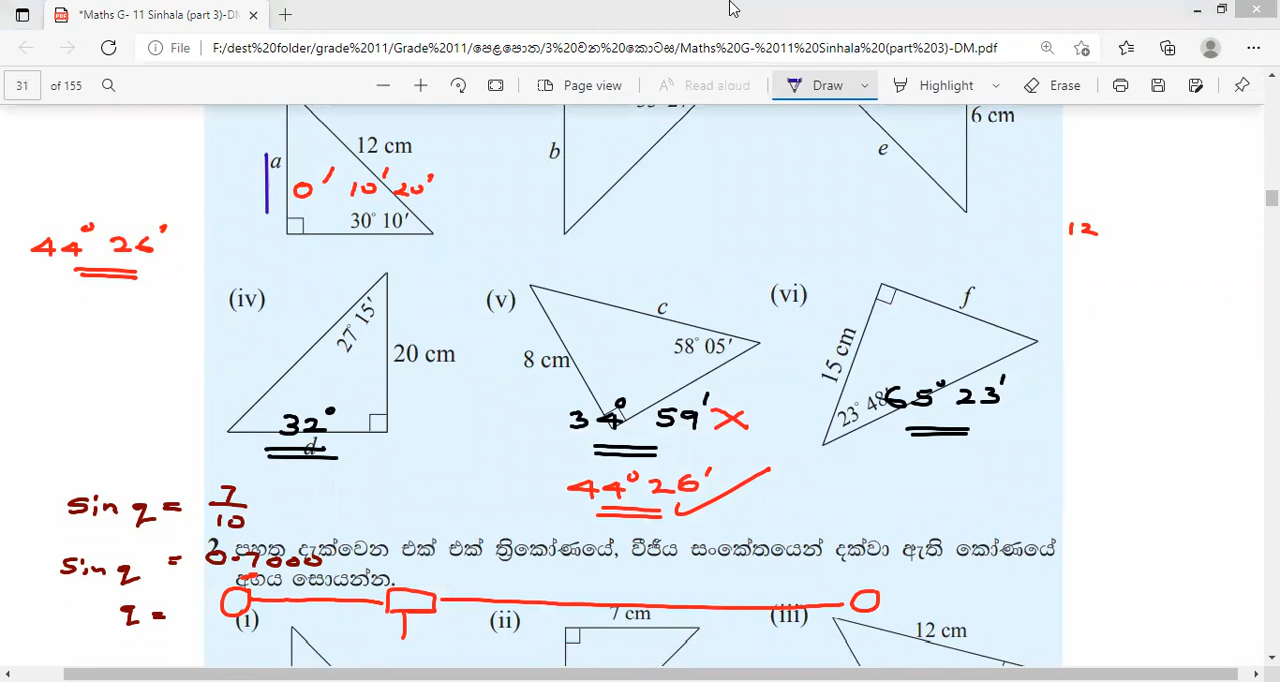 *Maths G- 11 Sinhala (part 3)-DM
File F:/dest%20folder/grade%2011/Grade%2011/පෙළපොත/3%20වන%20කොටස/Maths%20G-%2011%20Sinhala%20(part%203)-DM.pdf
31 of 155 Page view Read aloud Draw Highlight Erase
a 12 cm
0' 10' 20'
30° 10'
b
6 cm
e
44° 26'
12
(iv) 27° 15' 20 cm 32° d
(v) c 8 cm 58° 05' 34° 59' X
44° 26'
(vi) f 15 cm 23° 48' 65° 23'
sin q = 7/10
sin q = 0.7000
q =
2. පහත දැක්වෙන එක් එක් ත්‍රිකෝණයේ, වීජීය සංකේතයෙන් දක්වා ඇති කෝණයේ
අගය සොයන්න.
(i) (ii) 7 cm (iii) 12 cm